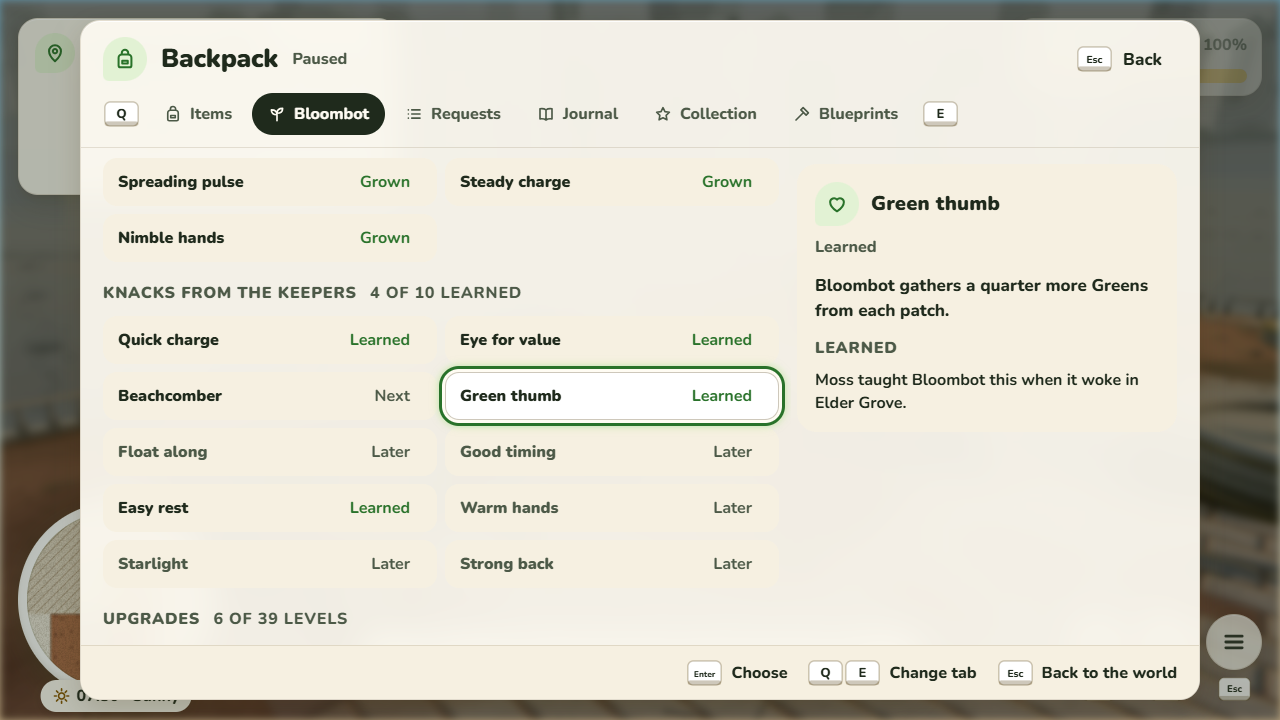 Backpack Paused
Esc Back
100%
Q Items Bloombot Requests Journal Collection Blueprints E
Spreading pulse Grown
Steady charge Grown
Nimble hands Grown
KNACKS FROM THE KEEPERS 4 OF 10 LEARNED
Quick charge Learned
Eye for value Learned
Beachcomber Next
Green thumb Learned
Float along Later
Good timing Later
Easy rest Learned
Warm hands Later
Starlight Later
Strong back Later
UPGRADES 6 OF 39 LEVELS
Green thumb
Learned
Bloombot gathers a quarter more Greens
from each patch.
LEARNED
Moss taught Bloombot this when it woke in
Elder Grove.
Enter Choose Q E Change tab Esc Back to the world
Esc